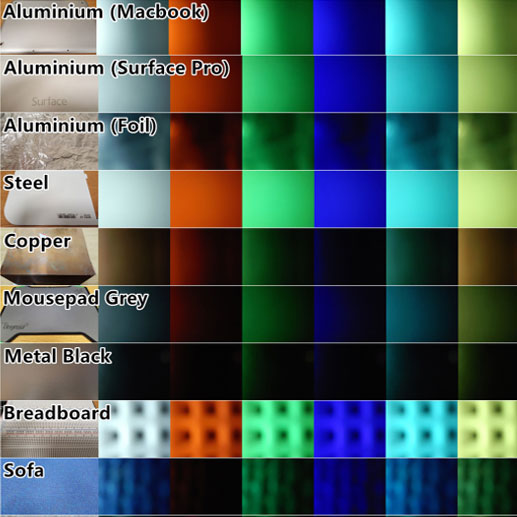 Aluminium (Macbook)
Aluminium (Surface Pro)
Surface
Aluminium (Foil)
Steel
Copper
Mousepad Grey
Metal Black
Breadboard
Sofa